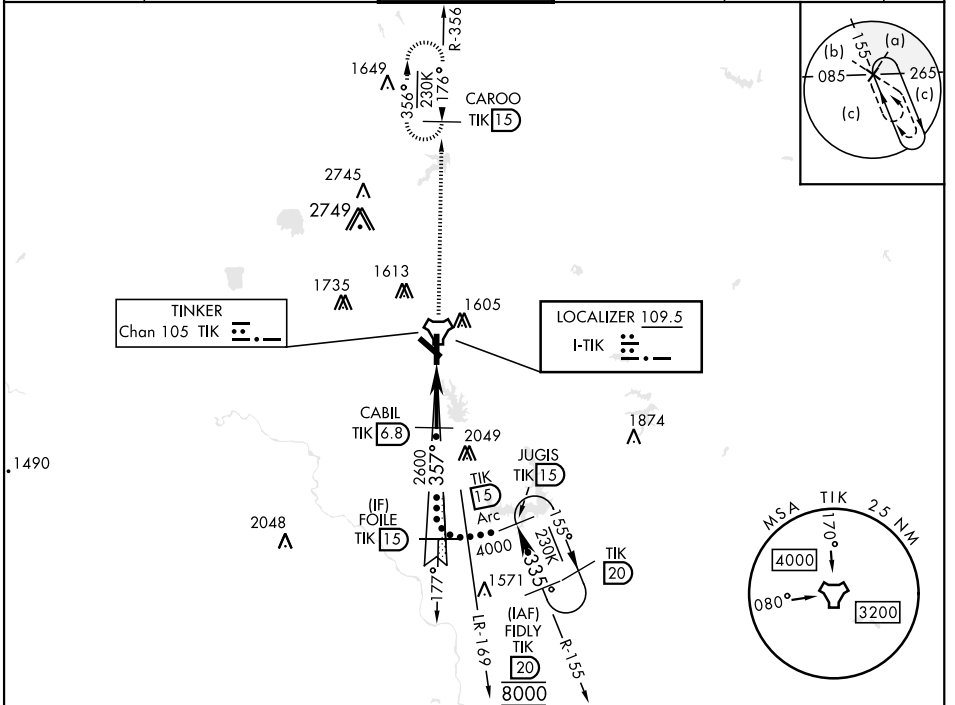 R-356
1649
356°
230K
176°
CAROO
TIK 15
155
(b)
(a)
085
265
(c)
(c)
2745
2749
1735
1613
1605
TINKER
Chan 105 TIK
LOCALIZER 109.5
I-TIK
CABIL
TIK 6.8
2049
1874
1490
2600
357°
JUGIS
TIK 15
TIK
15
Arc
4000
(IF)
FOILE
TIK 15
2048
155°
230K
335°
TIK
20
1571
177°
LR-169
(IAF)
FIDLY
TIK
20
8000
R-155
MSA TIK 25 NM
170°
4000
080°
3200